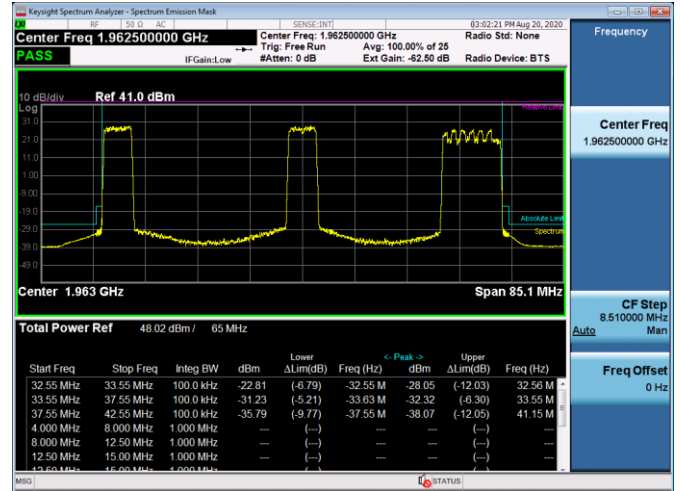 Keysight Spectrum Analyzer - Spectrum Emission Mask
LXI RF 50 Ω AC SENSE:INT 03:02:21 PM Aug 20, 2020
Center Freq 1.962500000 GHz Center Freq: 1.962500000 GHz Radio Std: None Frequency
Trig: Free Run Avg: 100.00% of 25
PASS IFGain:Low #Atten: 0 dB Ext Gain: -62.50 dB Radio Device: BTS
10 dB/div Ref 41.0 dBm
Log Relative Limit
31.0
21.0
11.0
1.00
-9.00
-19.0
Absolute Limit
-29.0
Spectrum
-39.0
-49.0
Center 1.963 GHz Span 85.1 MHz
Center Freq
1.962500000 GHz
CF Step
8.510000 MHz
Auto Man
Freq Offset
0 Hz
Total Power Ref 48.02 dBm / 65 MHz
Lower <- Peak -> Upper
Start Freq Stop Freq Integ BW dBm ΔLim(dB) Freq (Hz) dBm ΔLim(dB) Freq (Hz)
32.55 MHz 33.55 MHz 100.0 kHz -22.81 (-6.79) -32.55 M -28.05 (-12.03) 32.56 M
33.55 MHz 37.55 MHz 100.0 kHz -31.23 (-5.21) -33.63 M -32.32 (-6.30) 33.55 M
37.55 MHz 42.55 MHz 100.0 kHz -35.79 (-9.77) -37.55 M -38.07 (-12.05) 41.15 M
4.000 MHz 8.000 MHz 1.000 MHz --- (---) --- (---)
8.000 MHz 12.50 MHz 1.000 MHz --- (---) --- (---)
12.50 MHz 15.00 MHz 1.000 MHz --- (---) --- (---)
12.50 MHz 15.00 MHz 1.000 MHz
MSG STATUS